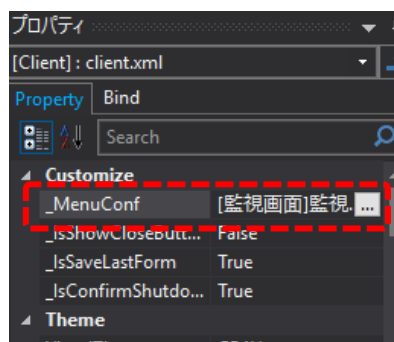 プロパティ
[Client] : client.xml
Property Bind
Search
Customize
_MenuConf [監視画面]監視. ...
_IsShowCloseButt... False
_IsSaveLastForm True
_IsConfirmShutdo... True
Theme